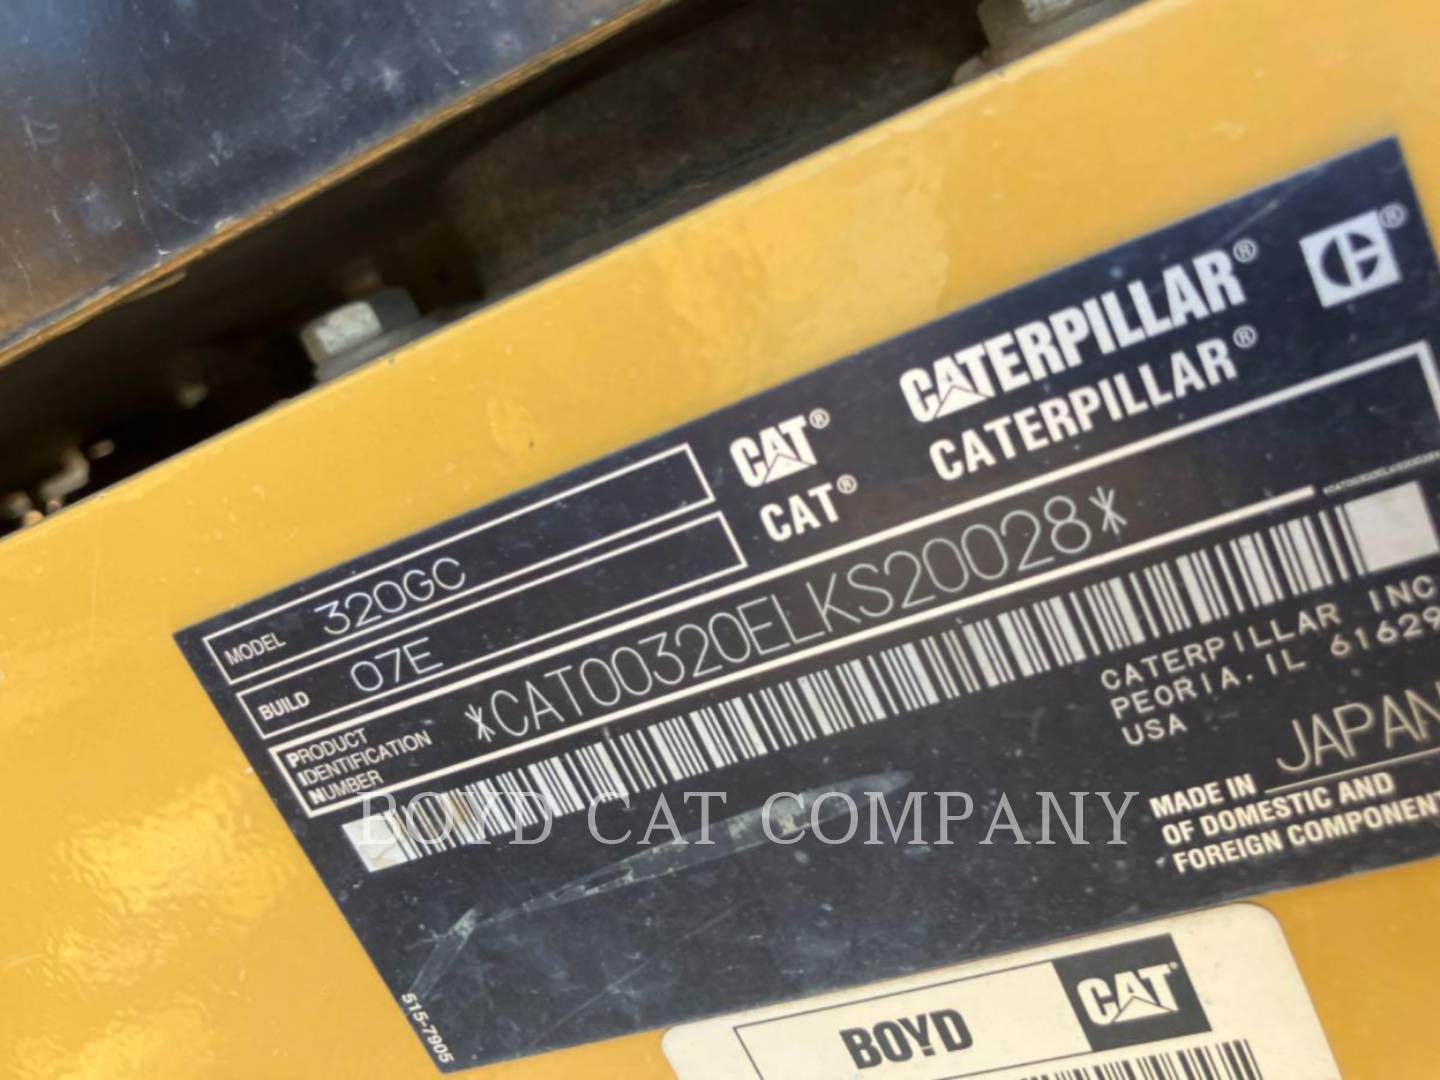 CAT® CATERPILLAR®
CAT® CATERPILLAR®
MODEL 320GC
BUILD 07E
PRODUCT IDENTIFICATION NUMBER *CAT00320ELKS20028*
CATERPILLAR INC
PEORIA. IL 61629
USA
MADE IN JAPAN
OF DOMESTIC AND
FOREIGN COMPONENT
515-7905
BOYD CAT COMPANY
BOYD CAT